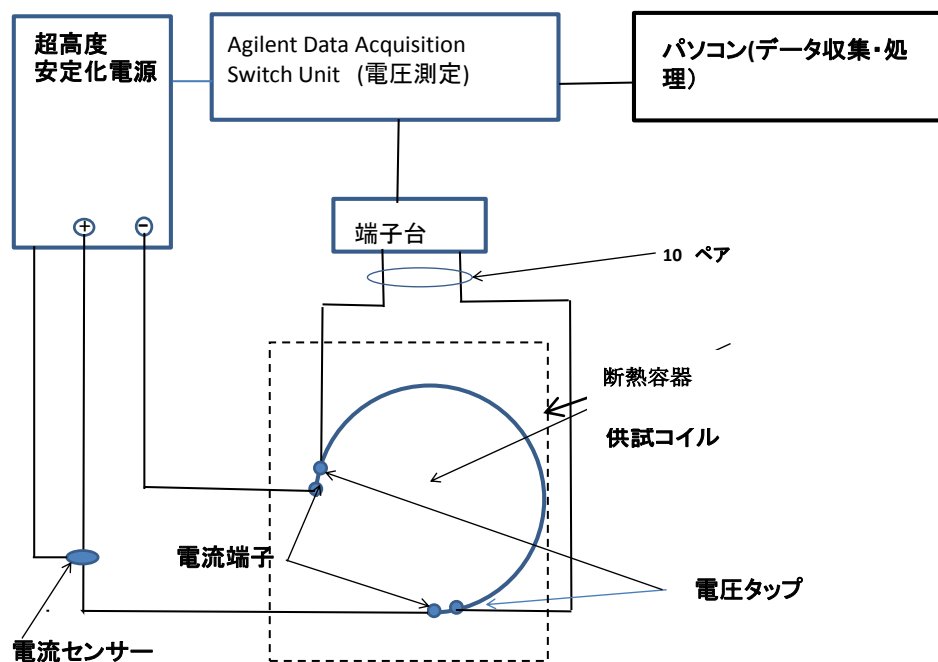 超高度
安定化電源
Agilent Data Acquisition
Switch Unit (電圧測定)
パソコン(データ収集・処
理）
+
-
端子台
10 ペア
断熱容器
供試コイル
電流端子
電圧タップ
電流センサー